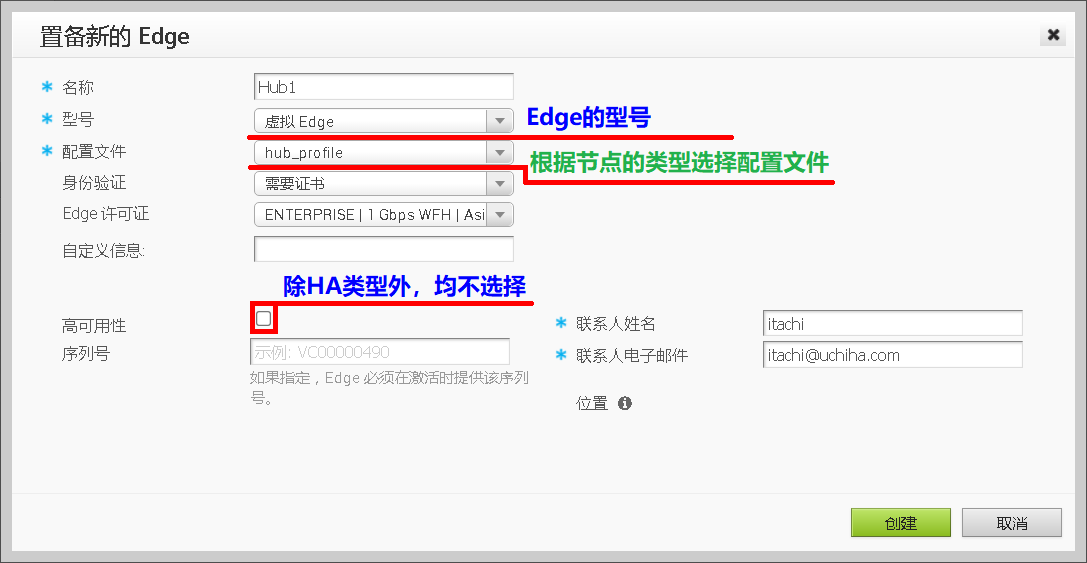 置备新的 Edge
* 名称 Hub1
* 型号 虚拟 Edge
Edge的型号
* 配置文件 hub_profile
根据节点的类型选择配置文件
身份验证 需要证书
Edge 许可证 ENTERPRISE | 1 Gbps WFH | Asi
自定义信息:
除HA类型外，均不选择
高可用性
* 联系人姓名 itachi
序列号 示例: VC00000490
* 联系人电子邮件 itachi@uchiha.com
如果指定，Edge 必须在激活时提供该序列
号。
位置
创建 取消